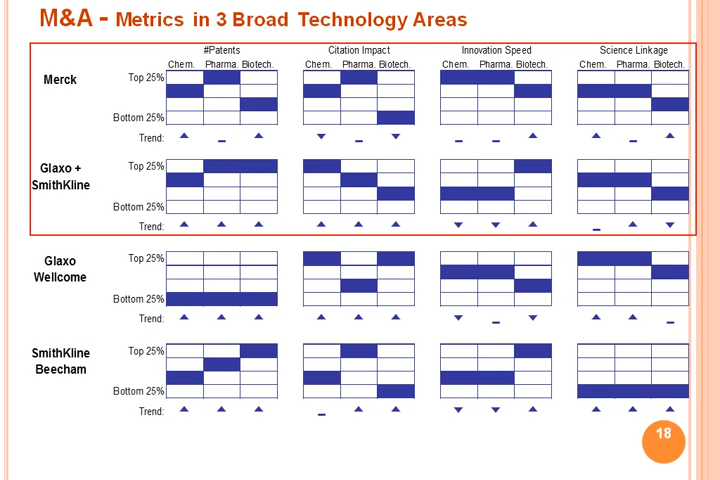 M&A - Metrics in 3 Broad Technology Areas
#Patents Citation Impact Innovation Speed Science Linkage
Chem. Pharma. Biotech. Chem. Pharma. Biotech. Chem. Pharma. Biotech. Chem. Pharma. Biotech.
Merck
Top 25%
Bottom 25%
Trend:
Glaxo +
SmithKline
Top 25%
Bottom 25%
Trend:
Glaxo
Wellcome
Top 25%
Bottom 25%
Trend:
SmithKline
Beecham
Top 25%
Bottom 25%
Trend:
18